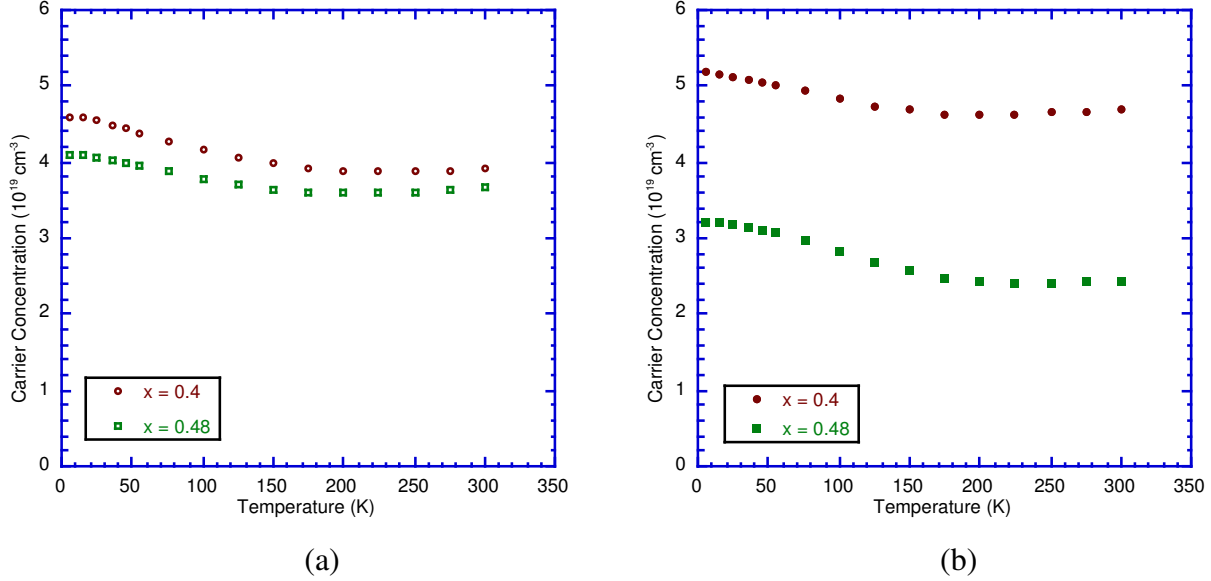 6
5
4
3
2
1
0
Carrier Concentration (10¹⁹ cm⁻³)
x = 0.4
x = 0.48
0 50 100 150 200 250 300 350
Temperature (K)
(a)
6
5
4
3
2
1
0
Carrier Concentration (10¹⁹ cm⁻³)
x = 0.4
x = 0.48
0 50 100 150 200 250 300 350
Temperature (K)
(b)